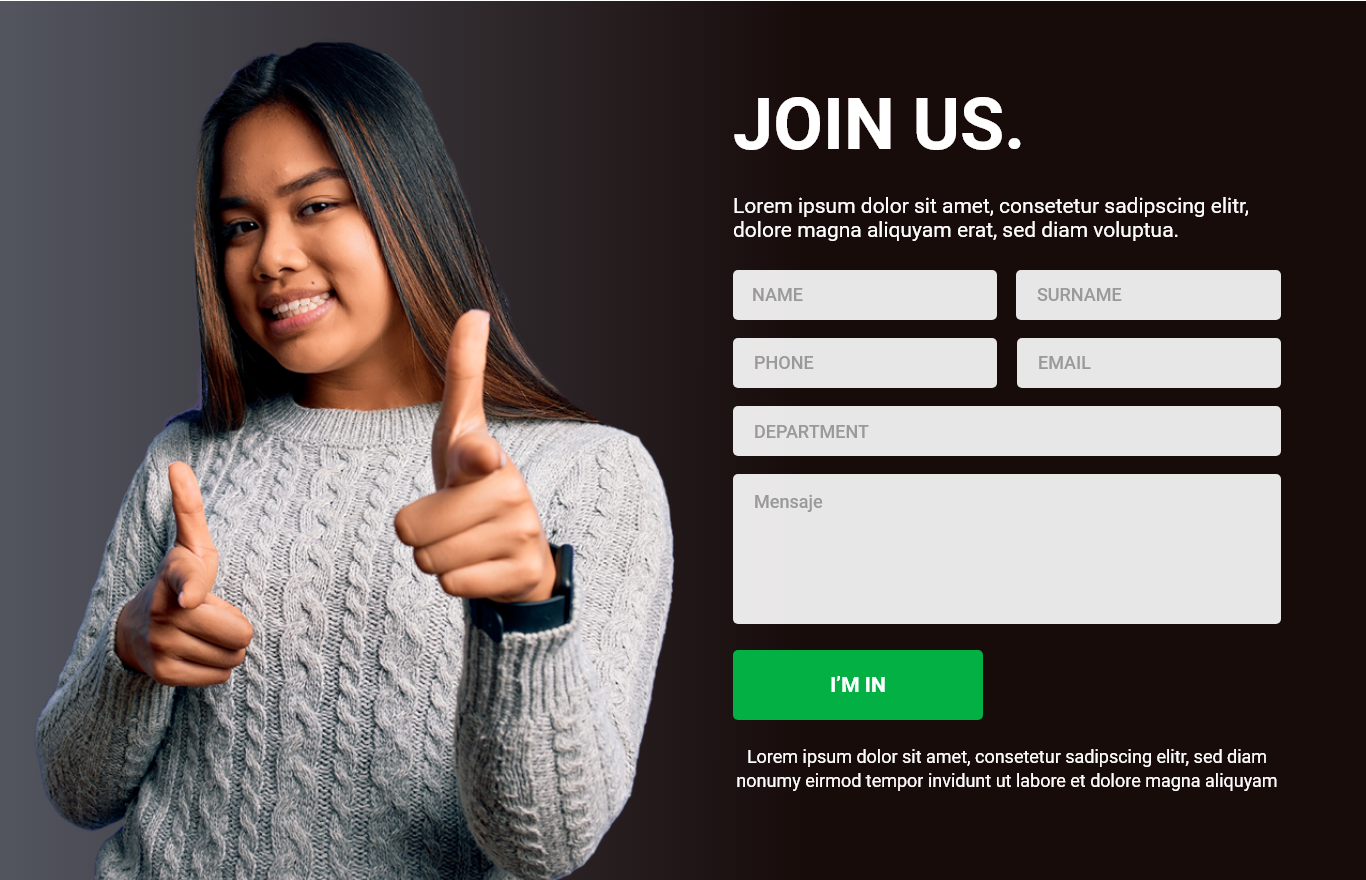 JOIN US.
Lorem ipsum dolor sit amet, consetetur sadipscing elitr,
dolore magna aliquyam erat, sed diam voluptua.
NAME
SURNAME
PHONE
EMAIL
DEPARTMENT
Mensaje
I'M IN
Lorem ipsum dolor sit amet, consetetur sadipscing elitr, sed diam
nonumy eirmod tempor invidunt ut labore et dolore magna aliquyam